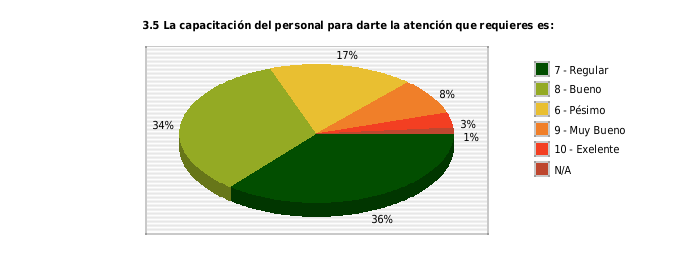 3.5 La capacitación del personal para darte la atención que requieres es:
17%
8%
3%
1%
34%
36%
7 - Regular
8 - Bueno
6 - Pésimo
9 - Muy Bueno
10 - Exelente
N/A